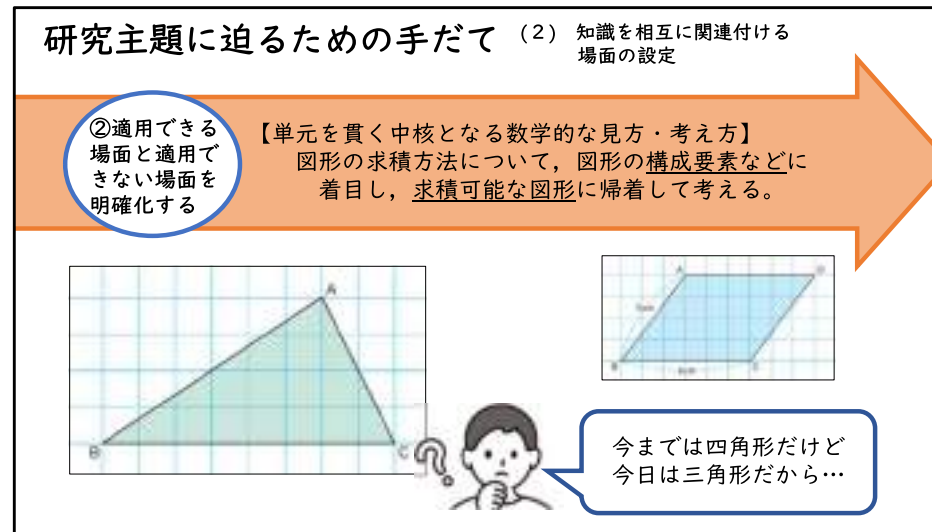 研究主題に迫るための手だて
（２） 知識を相互に関連付ける
場面の設定
②適用できる
場面と適用で
きない場面を
明確化する
【単元を貫く中核となる数学的な見方・考え方】
図形の求積方法について，図形の構成要素などに
着目し，求積可能な図形に帰着して考える。
A
B
C
A
D
B
C
今までは四角形だけど
今日は三角形だから…